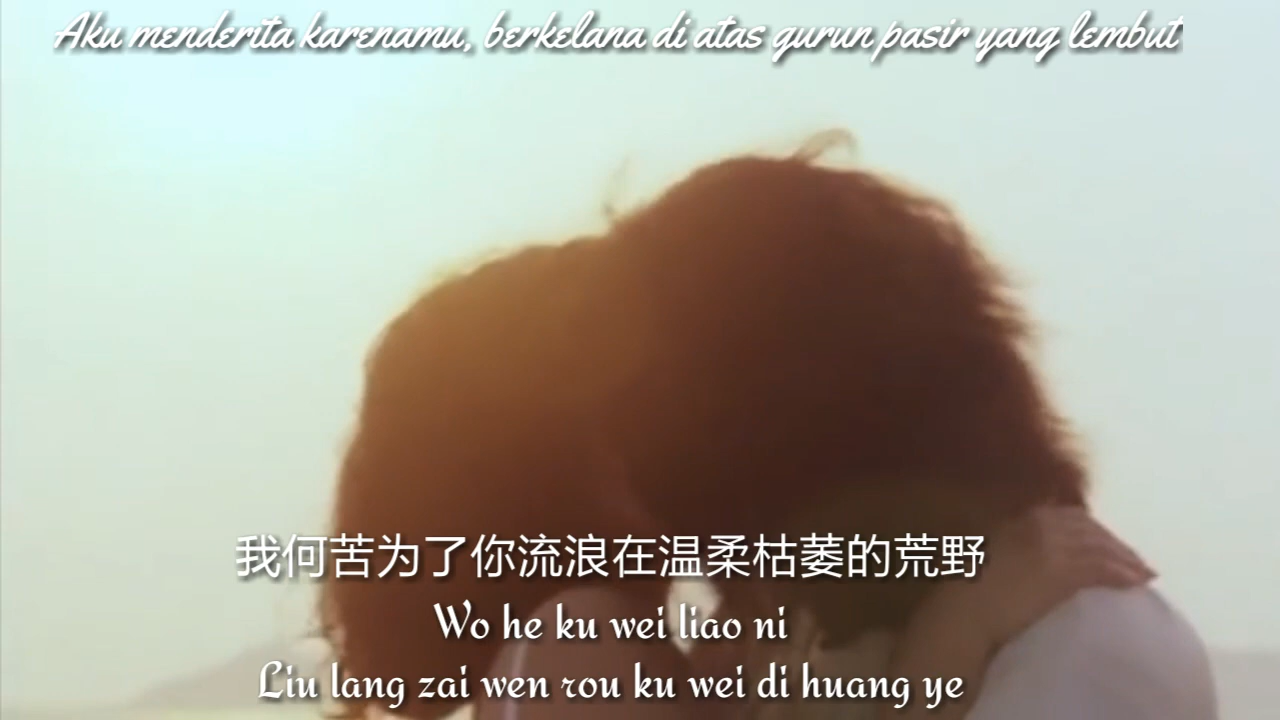 Aku menderita karenamu, berkelana di atas gurun pasir yang lembut
我何苦为了你流浪在温柔枯萎的荒野
Wo he ku wei liao ni
Liu lang zai wen rou ku wei di huang ye